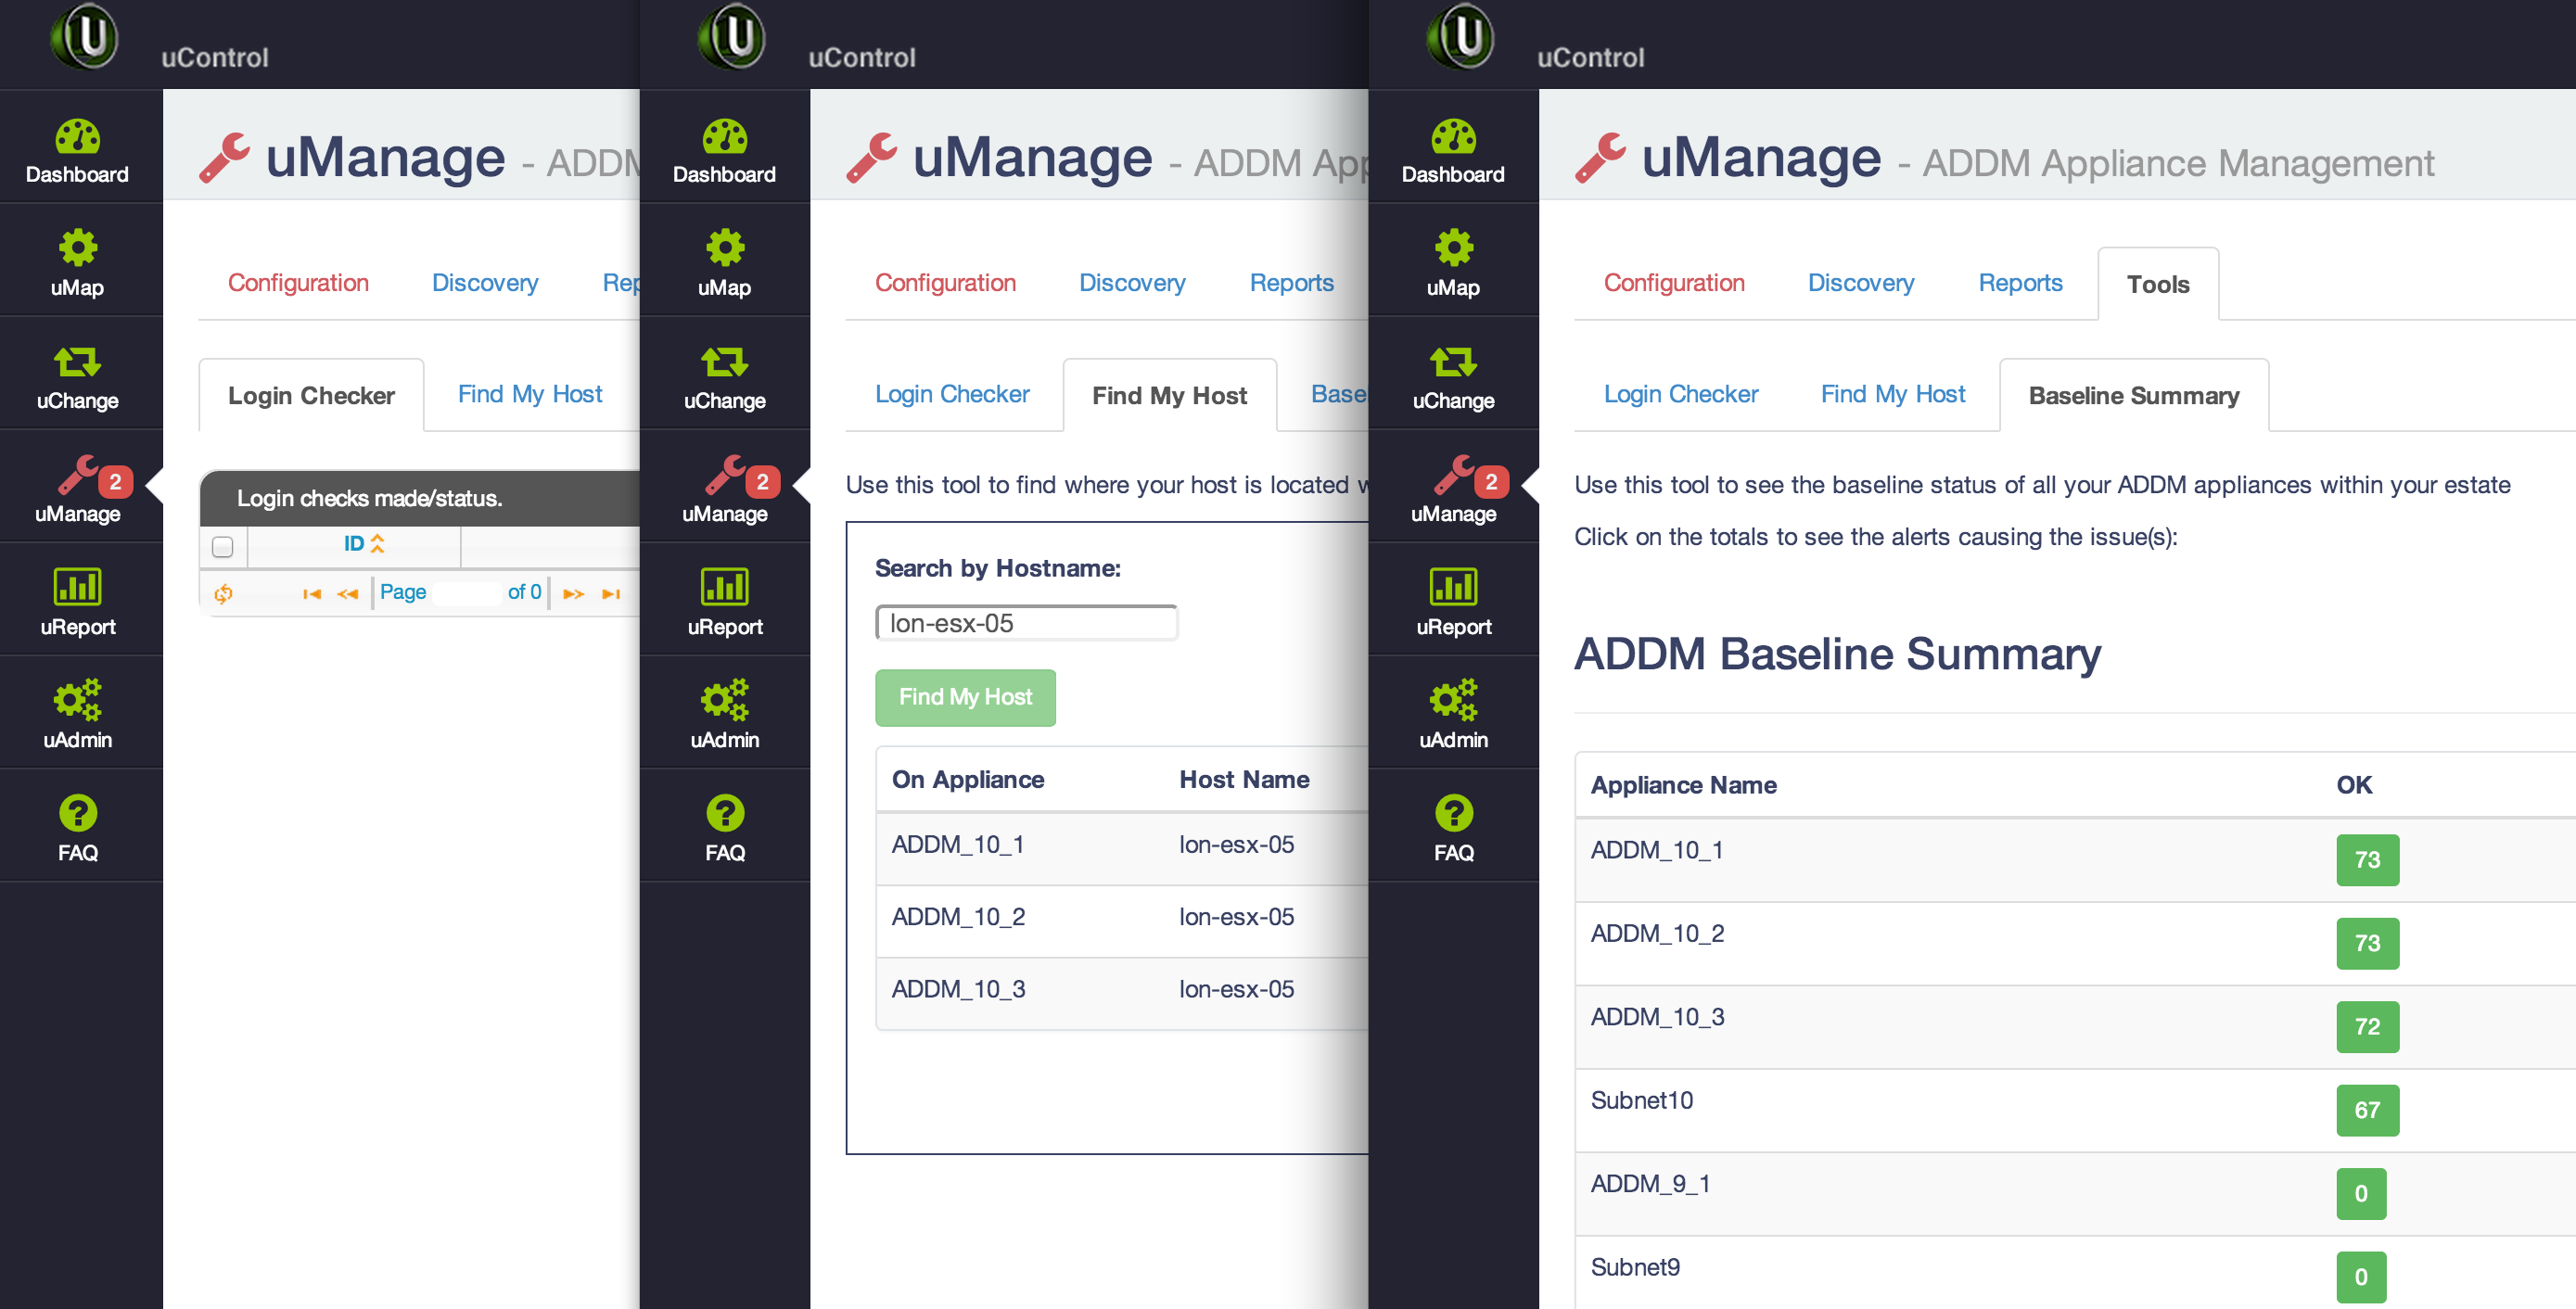 U
uControl
Dashboard
uMap
uChange
2
uManage
uReport
uAdmin
FAQ
uManage - ADDM
Configuration Discovery Rep
Login Checker Find My Host
Login checks made/status.
ID
Page of 0
U
uControl
Dashboard
uMap
uChange
2
uManage
uReport
uAdmin
FAQ
uManage - ADDM App
Configuration Discovery Reports
Login Checker Find My Host Basel
Use this tool to find where your host is located w
Search by Hostname:
lon-esx-05
Find My Host
On Appliance Host Name
ADDM_10_1 lon-esx-05
ADDM_10_2 lon-esx-05
ADDM_10_3 lon-esx-05
U
uControl
Dashboard
uMap
uChange
2
uManage
uReport
uAdmin
FAQ
uManage - ADDM Appliance Management
Configuration Discovery Reports Tools
Login Checker Find My Host Baseline Summary
Use this tool to see the baseline status of all your ADDM appliances within your estate
Click on the totals to see the alerts causing the issue(s):
ADDM Baseline Summary
Appliance Name OK
ADDM_10_1 73
ADDM_10_2 73
ADDM_10_3 72
Subnet10 67
ADDM_9_1 0
Subnet9 0